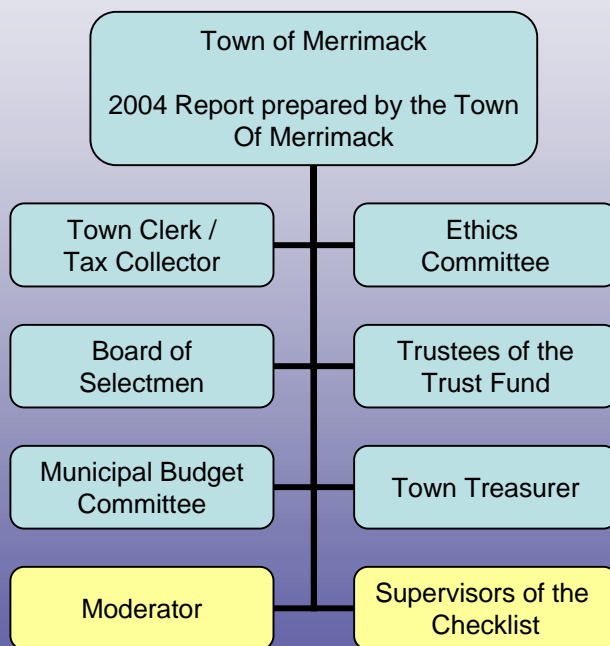 Town of Merrimack
2004 Report prepared by the Town
Of Merrimack
Town Clerk /
Tax Collector
Ethics
Committee
Board of
Selectmen
Trustees of the
Trust Fund
Municipal Budget
Committee
Town Treasurer
Moderator
Supervisors of the
Checklist